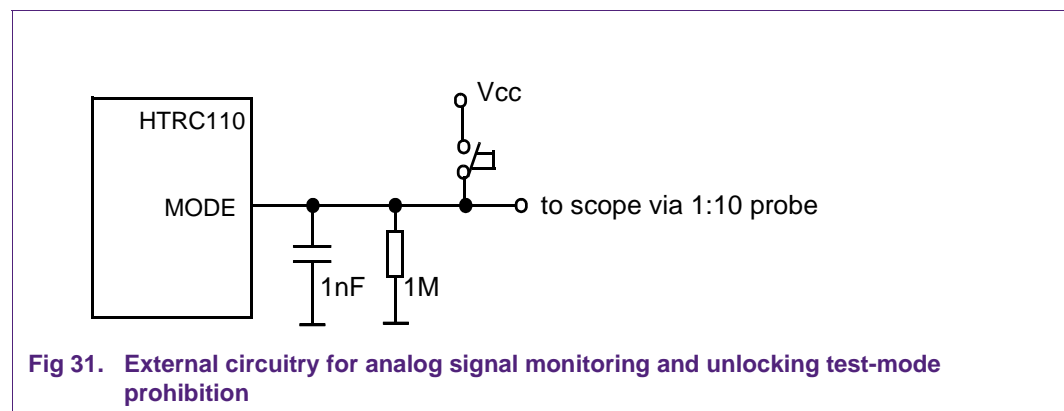 Vcc
HTRC110
MODE
to scope via 1:10 probe
1nF
1M
Fig 31. External circuitry for analog signal monitoring and unlocking test-mode
prohibition